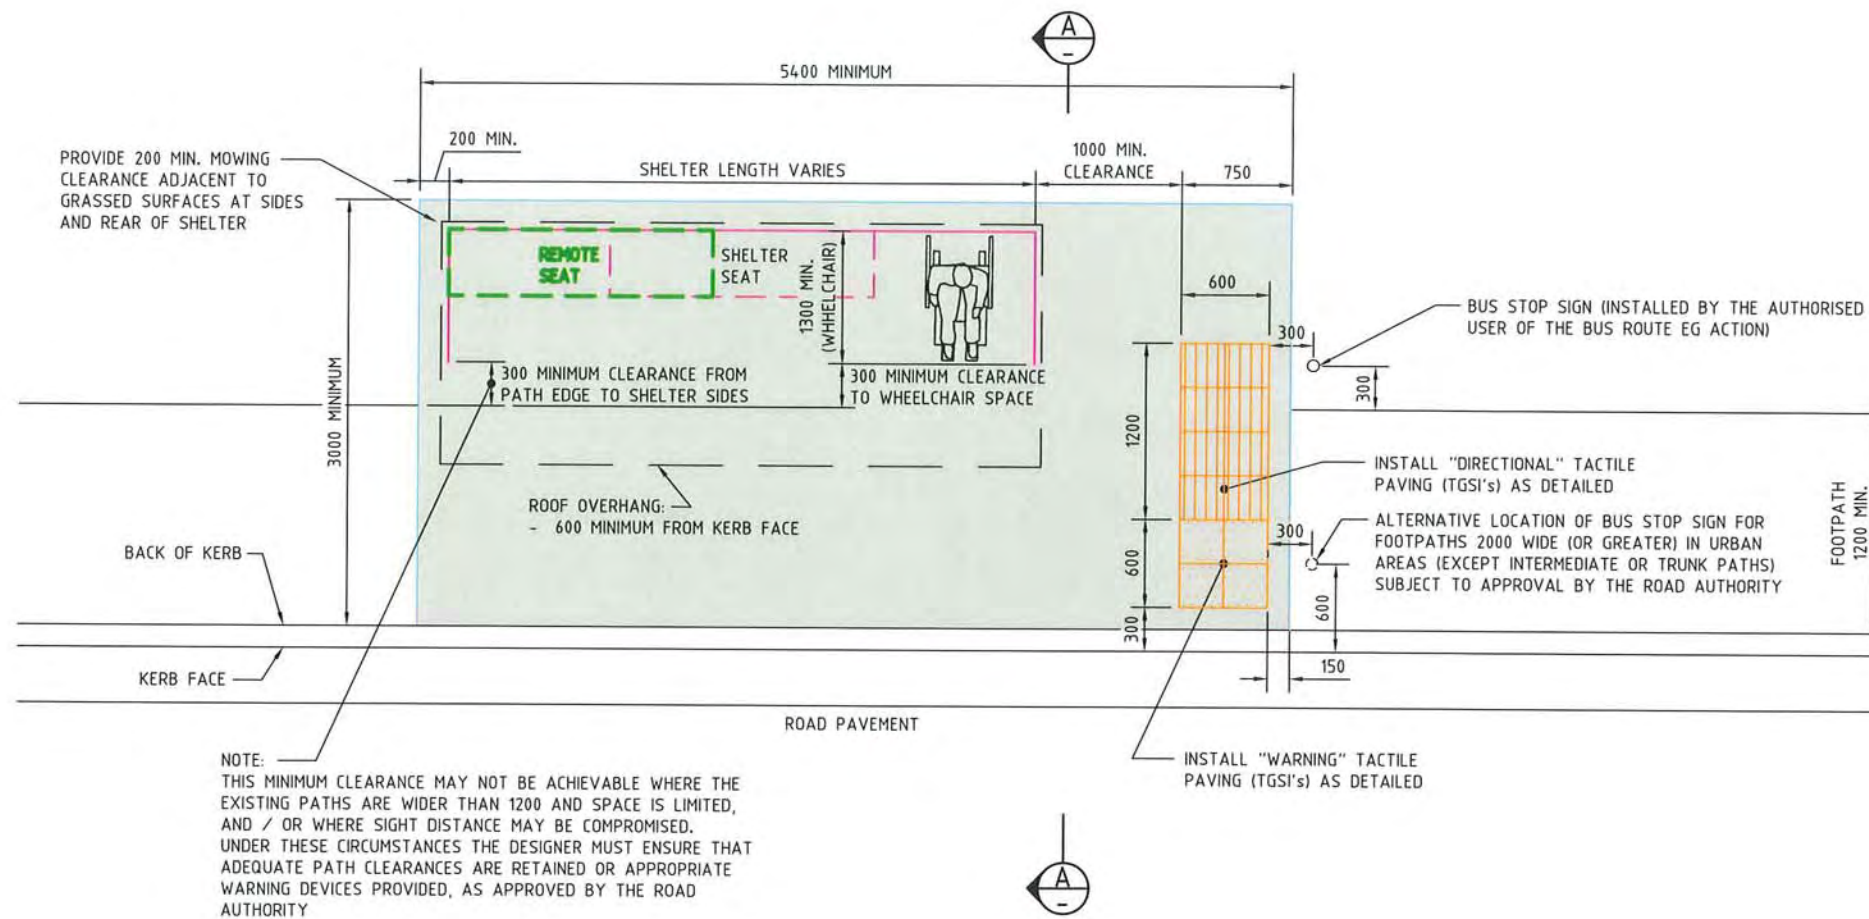 A
-
5400 MINIMUM
200 MIN.
SHELTER LENGTH VARIES
1000 MIN.
CLEARANCE
750
PROVIDE 200 MIN. MOWING
CLEARANCE ADJACENT TO
GRASSED SURFACES AT SIDES
AND REAR OF SHELTER
REMOTE
SEAT
SHELTER
SEAT
1300 MIN.
(WHHELCHAIR)
600
300
BUS STOP SIGN (INSTALLED BY THE AUTHORISED
USER OF THE BUS ROUTE EG ACTION)
300
3000 MINIMUM
300 MINIMUM CLEARANCE FROM
PATH EDGE TO SHELTER SIDES
300 MINIMUM CLEARANCE
TO WHEELCHAIR SPACE
1200
INSTALL "DIRECTIONAL" TACTILE
PAVING (TGSI's) AS DETAILED
FOOTPATH
1200 MIN.
ROOF OVERHANG:
- 600 MINIMUM FROM KERB FACE
300
ALTERNATIVE LOCATION OF BUS STOP SIGN FOR
FOOTPATHS 2000 WIDE (OR GREATER) IN URBAN
AREAS (EXCEPT INTERMEDIATE OR TRUNK PATHS)
SUBJECT TO APPROVAL BY THE ROAD AUTHORITY
BACK OF KERB
600
600
300
KERB FACE
150
ROAD PAVEMENT
NOTE:
THIS MINIMUM CLEARANCE MAY NOT BE ACHIEVABLE WHERE THE
EXISTING PATHS ARE WIDER THAN 1200 AND SPACE IS LIMITED,
AND / OR WHERE SIGHT DISTANCE MAY BE COMPROMISED.
UNDER THESE CIRCUMSTANCES THE DESIGNER MUST ENSURE THAT
ADEQUATE PATH CLEARANCES ARE RETAINED OR APPROPRIATE
WARNING DEVICES PROVIDED, AS APPROVED BY THE ROAD
AUTHORITY
INSTALL "WARNING" TACTILE
PAVING (TGSI's) AS DETAILED
A
-